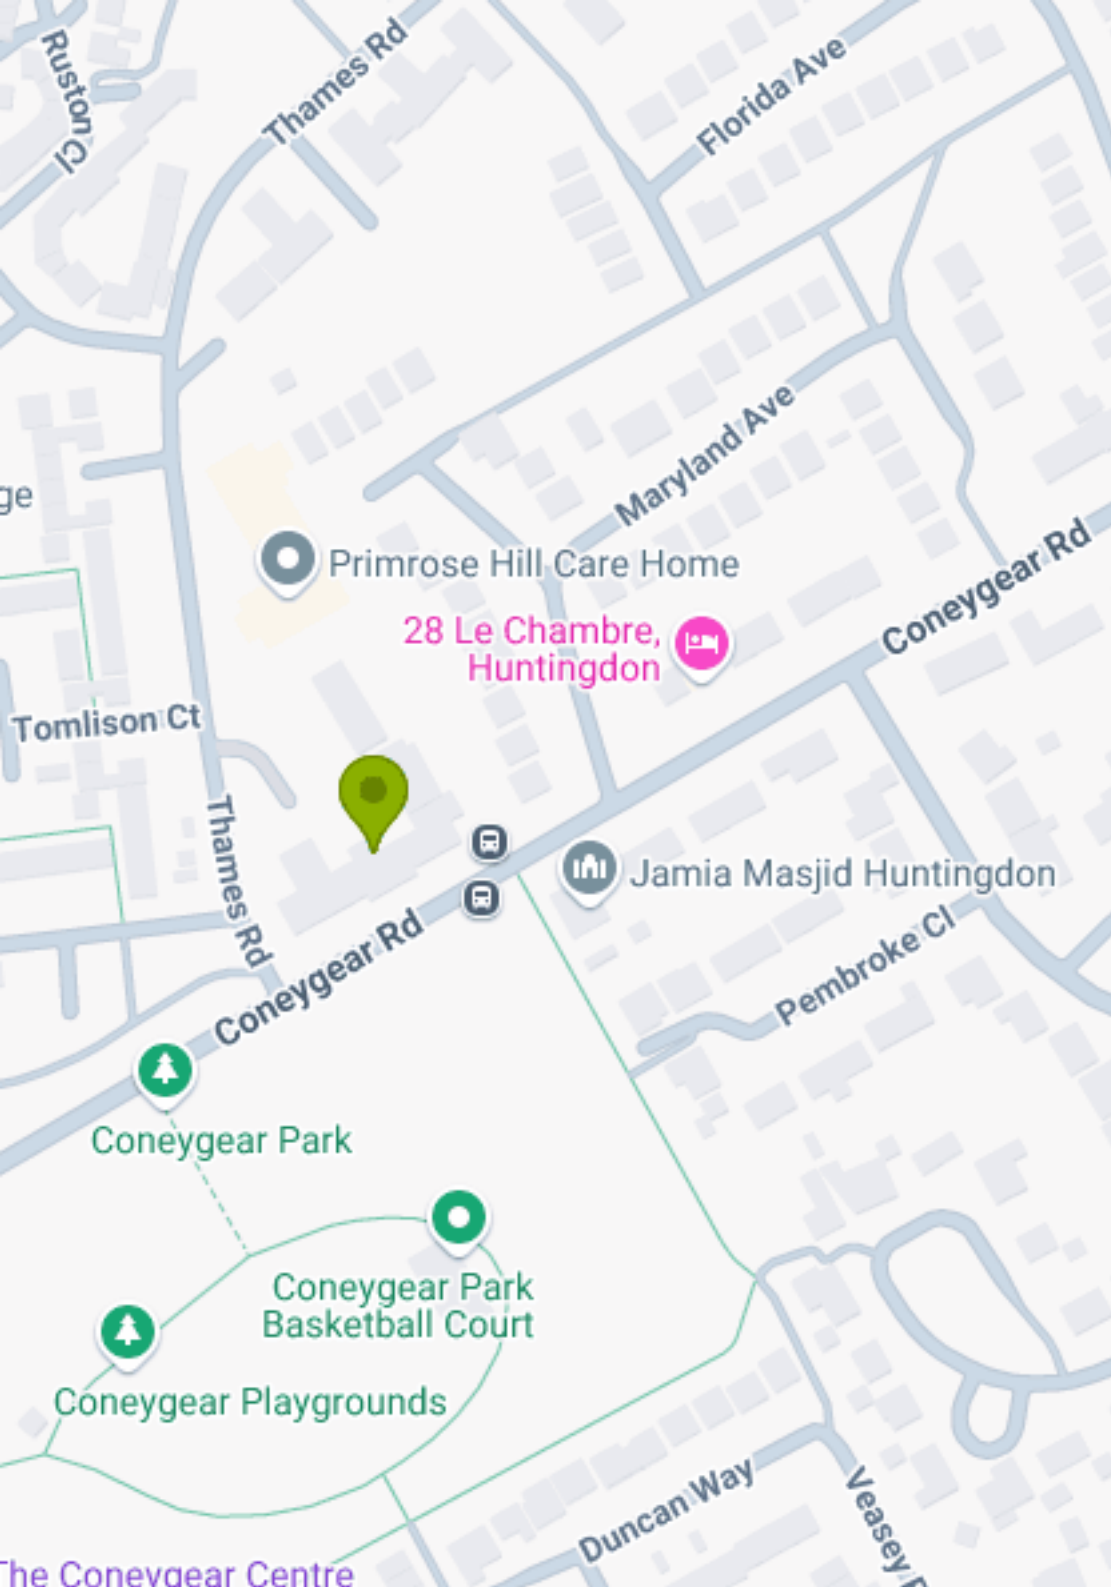 Ruston Cl
Thames Rd
Florida Ave
Maryland Ave
ge
Primrose Hill Care Home
28 Le Chambre,
Huntingdon
Coneygear Rd
Tomlison Ct
Thames Rd
Jamia Masjid Huntingdon
Coneygear Rd
Pembroke Cl
Coneygear Park
Coneygear Park
Basketball Court
Coneygear Playgrounds
Duncan Way
Veasey
The Coneygear Centre